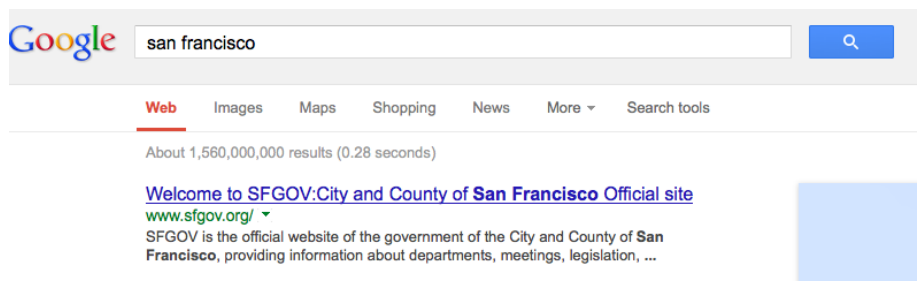 Google san francisco
Web Images Maps Shopping News More Search tools
About 1,560,000,000 results (0.28 seconds)
Welcome to SFGOV:City and County of San Francisco Official site
www.sfgov.org/
SFGOV is the official website of the government of the City and County of San
Francisco, providing information about departments, meetings, legislation, ...